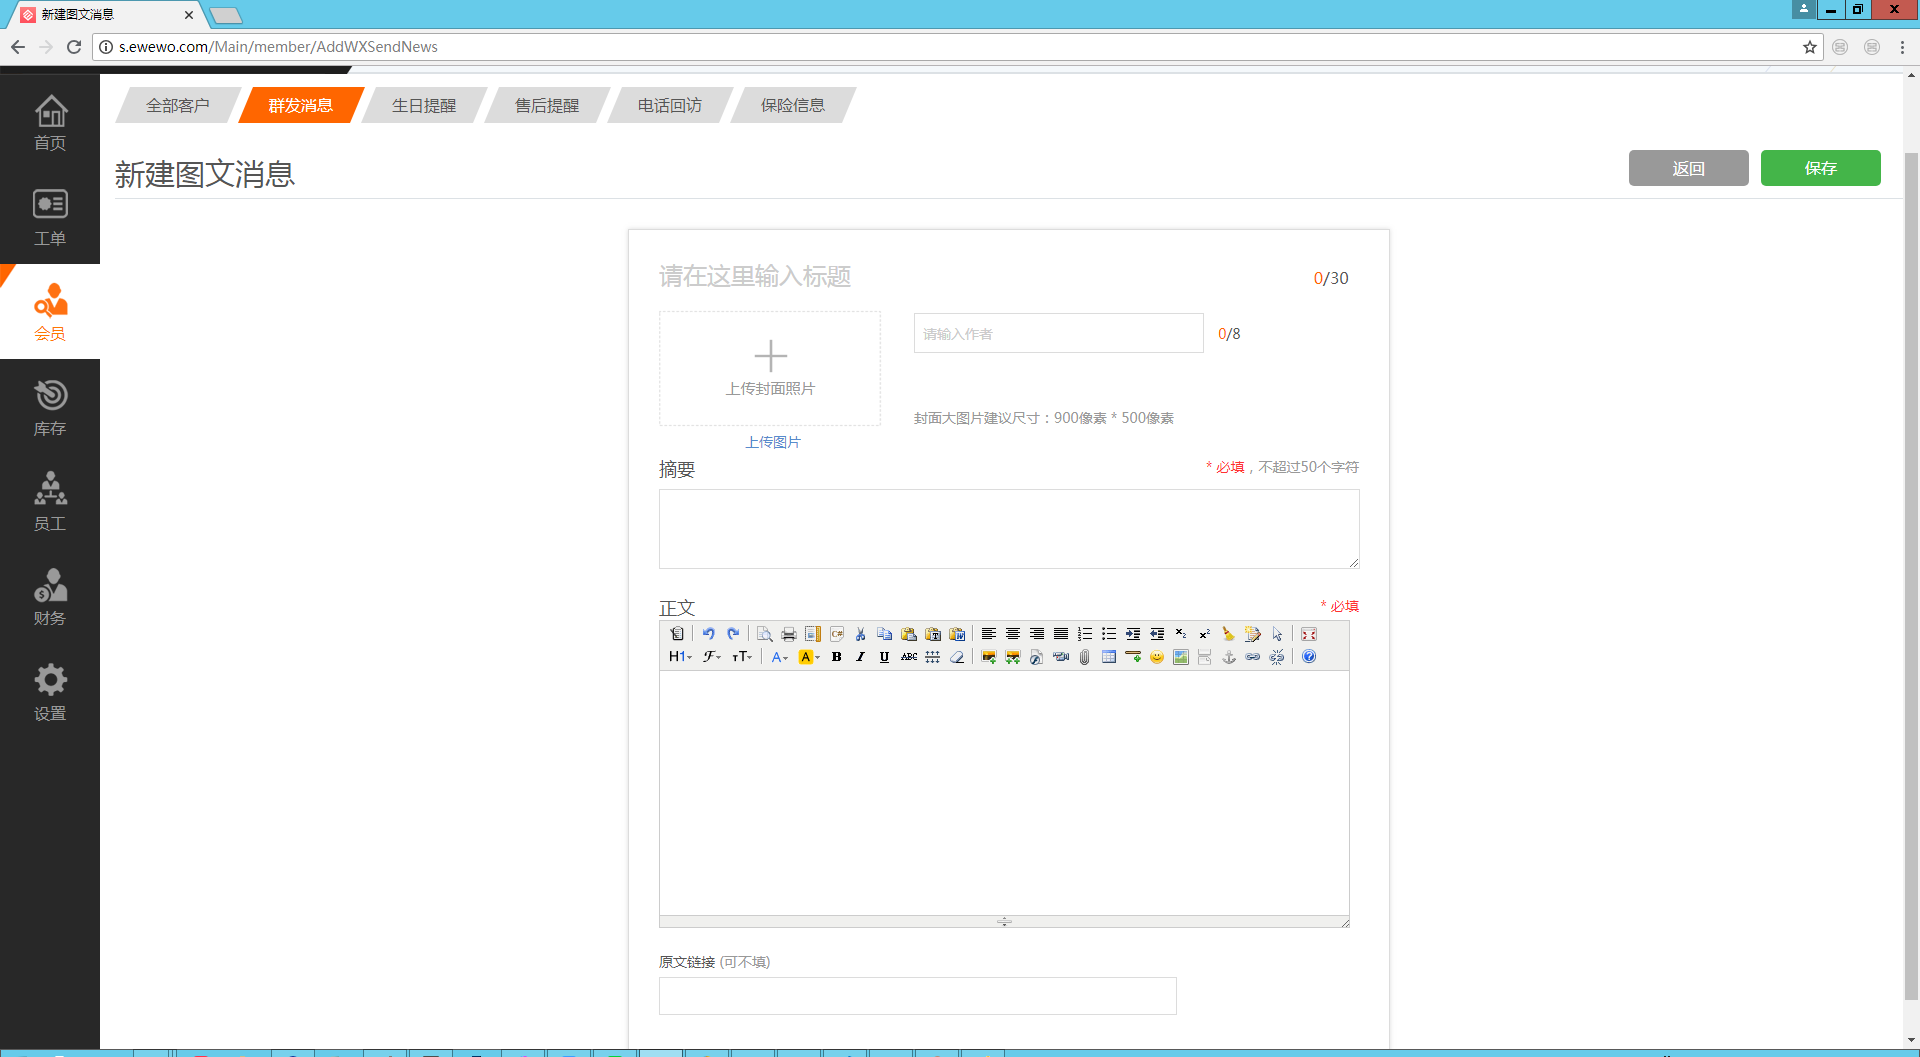 新建图文消息
s.ewewo.com/Main/member/AddWXSendNews
首页
工单
会员
库存
员工
财务
设置
全部客户 群发消息 生日提醒 售后提醒 电话回访 保险信息
新建图文消息 返回 保存
请在这里输入标题 0/30
上传封面照片
请输入作者 0/8
封面大图片建议尺寸：900像素 * 500像素
上传图片
摘要 * 必填，不超过50个字符
正文 * 必填
原文链接 (可不填)